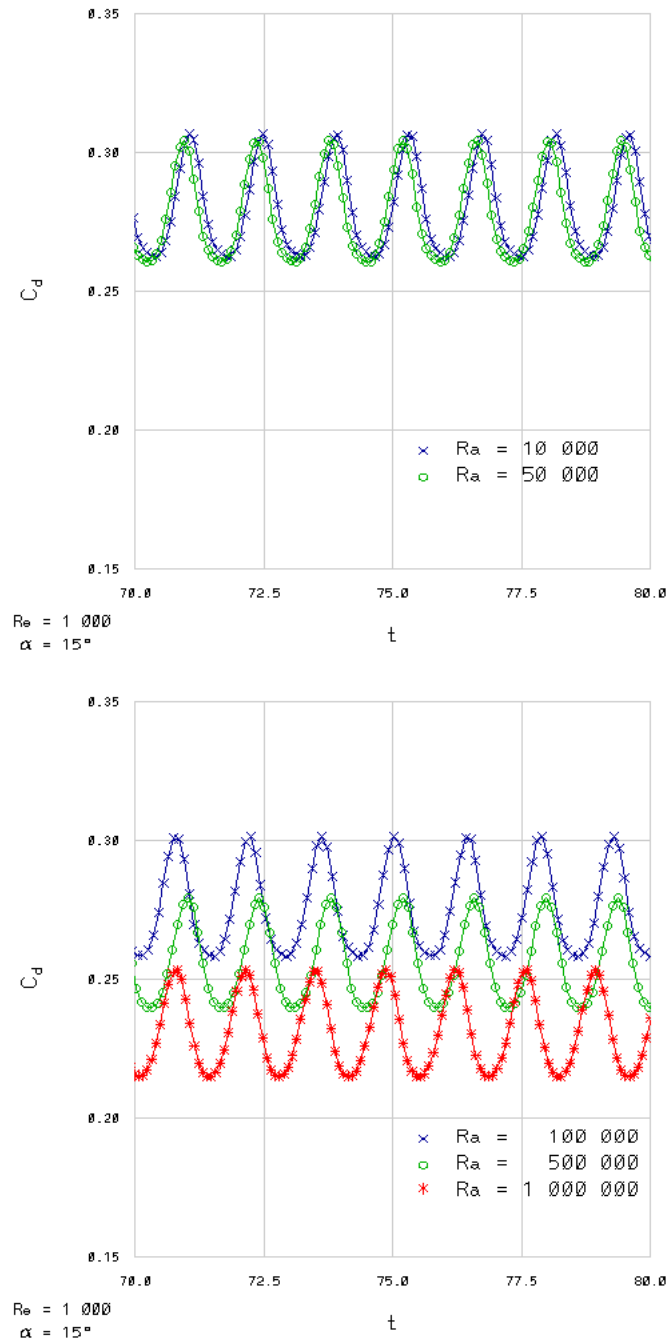 0.35
0.30
C_d
0.25
0.20
Ra = 10 000
Ra = 50 000
0.15
70.0 72.5 75.0 77.5 80.0
Re = 1 000
α = 15°
t
0.35
0.30
C_d
0.25
0.20
Ra = 100 000
Ra = 500 000
Ra = 1 000 000
0.15
70.0 72.5 75.0 77.5 80.0
Re = 1 000
α = 15°
t